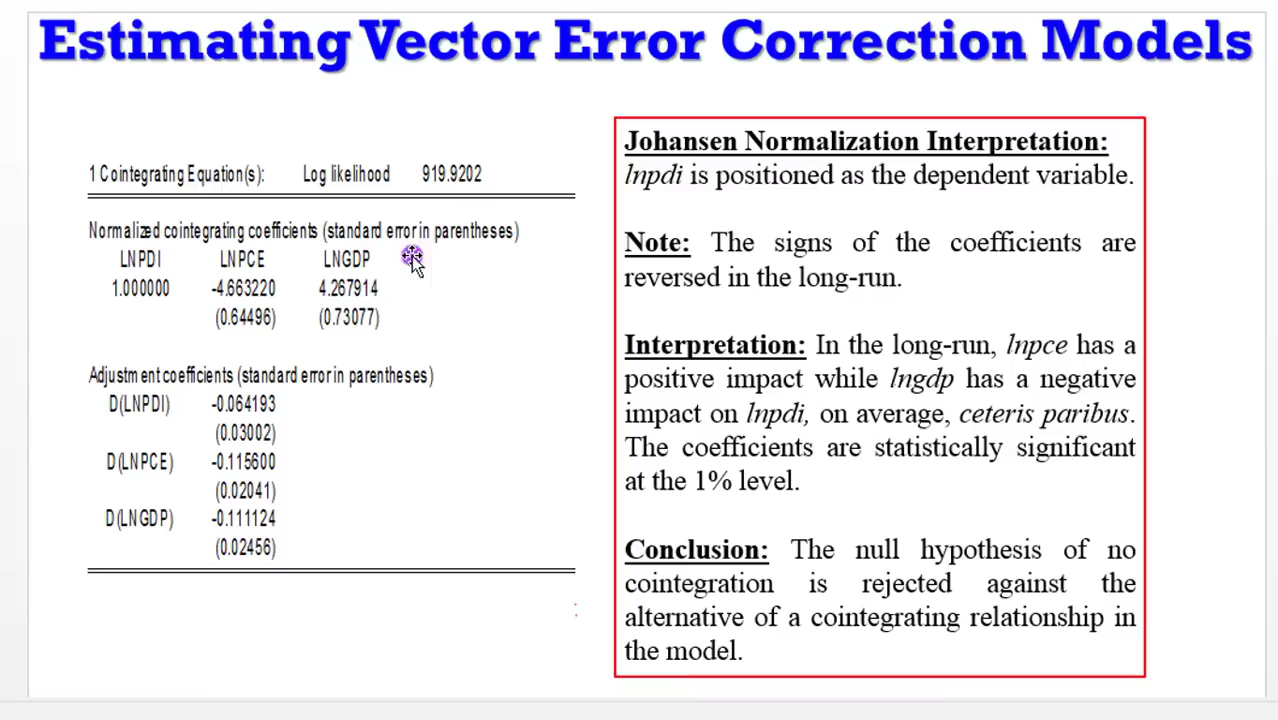 Estimating Vector Error Correction Models
1 Cointegrating Equation(s): Log likelihood 919.9202
Normalized cointegrating coefficients (standard error in parentheses)
LNPDI LNPCE LNGDP
1.000000 -4.663220 4.267914
(0.64496) (0.73077)
Adjustment coefficients (standard error in parentheses)
D(LNPDI) -0.064193
(0.03002)
D(LNPCE) -0.115600
(0.02041)
D(LNGDP) -0.111124
(0.02456)
Johansen Normalization Interpretation:
lnpdi is positioned as the dependent variable.
Note: The signs of the coefficients are
reversed in the long-run.
Interpretation: In the long-run, lnpce has a
positive impact while lngdp has a negative
impact on lnpdi, on average, ceteris paribus.
The coefficients are statistically significant
at the 1% level.
Conclusion: The null hypothesis of no
cointegration is rejected against the
alternative of a cointegrating relationship in
the model.